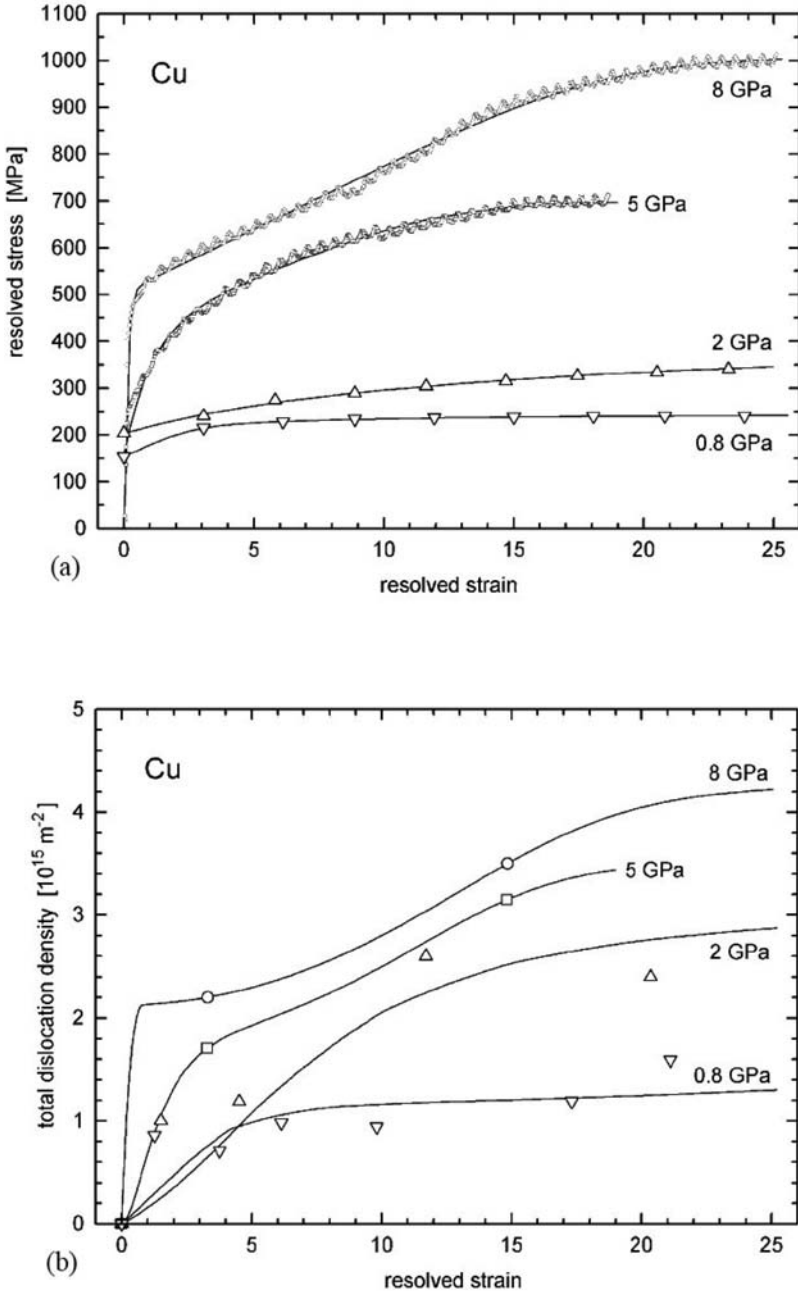 1100
1000
900
800
700
600
500
400
300
200
100
0
resolved stress [MPa]
Cu
8 GPa
5 GPa
2 GPa
0.8 GPa
0 5 10 15 20 25
resolved strain
(a)
5
4
3
2
1
0
total dislocation density [10¹⁵ m⁻²]
Cu
8 GPa
5 GPa
2 GPa
0.8 GPa
0 5 10 15 20 25
resolved strain
(b)